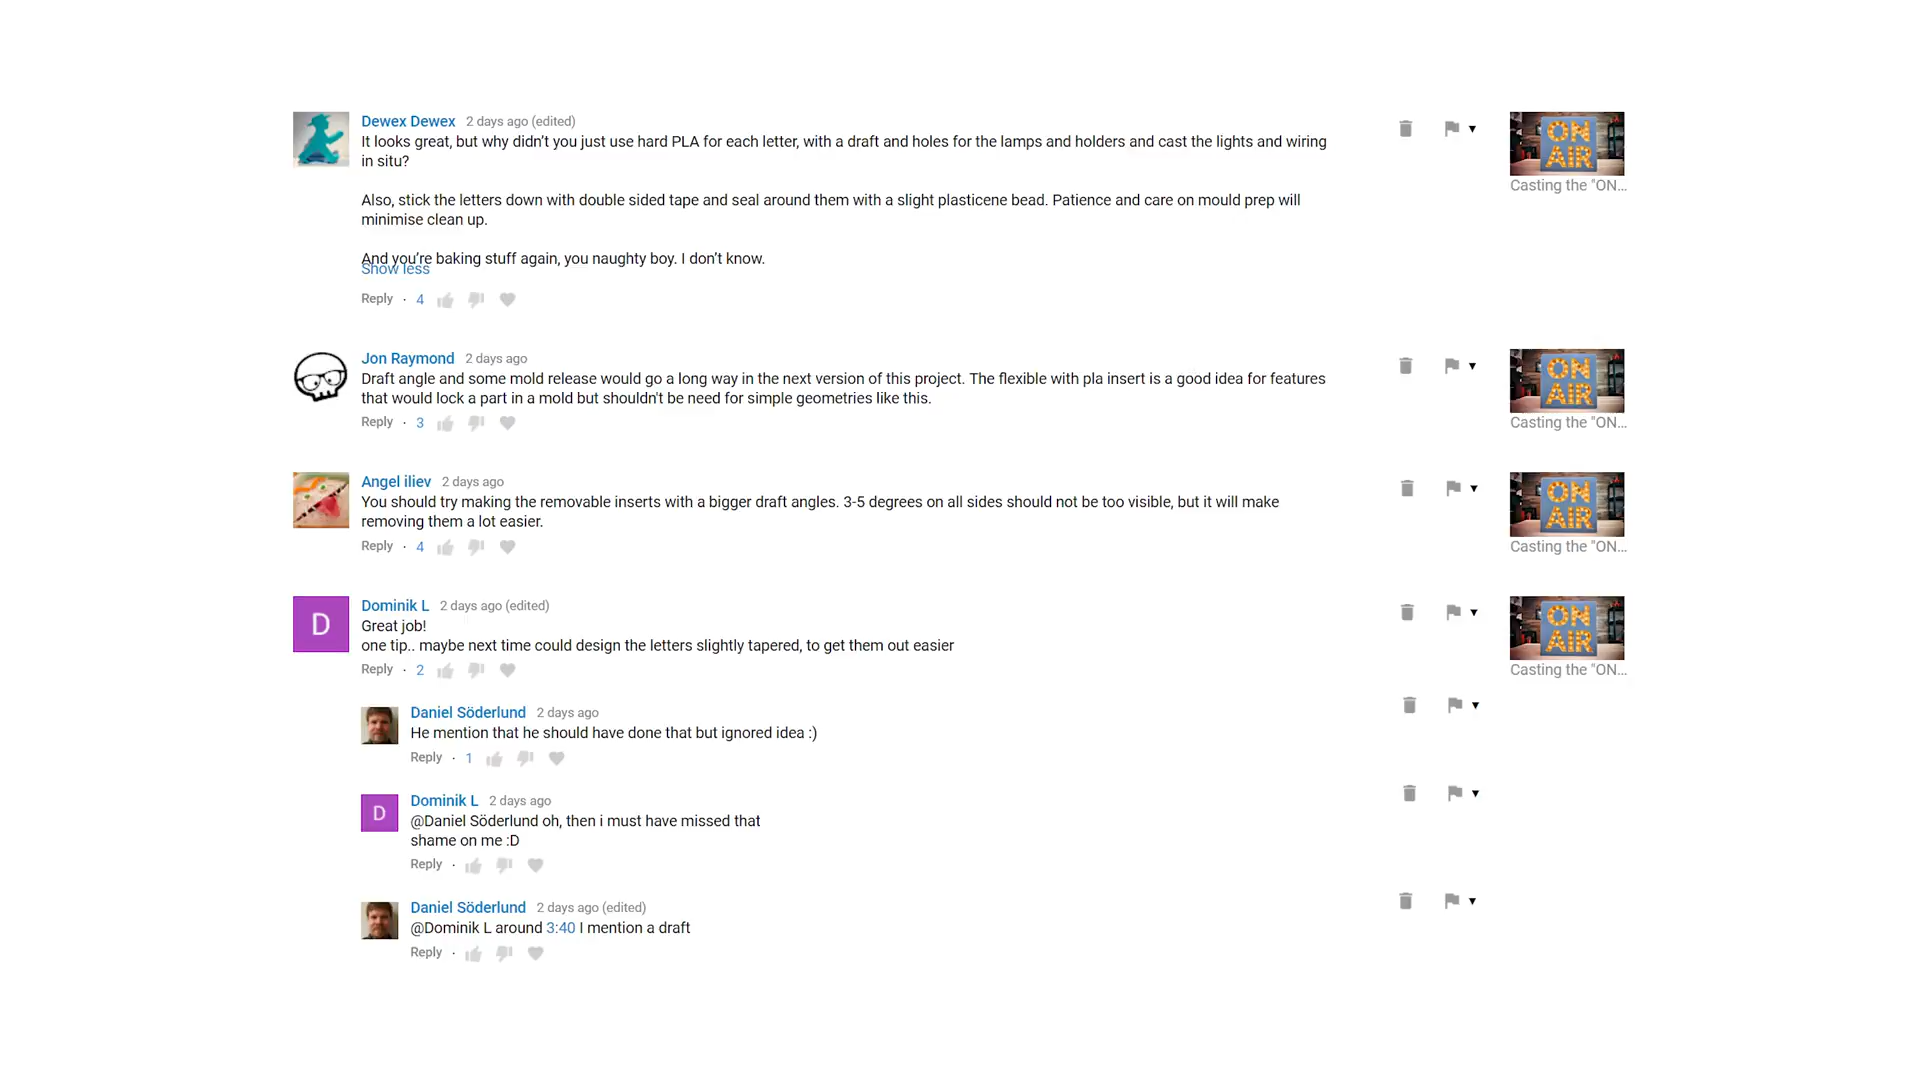 Dewex Dewex 2 days ago (edited)
It looks great, but why didn’t you just use hard PLA for each letter, with a draft and holes for the lamps and holders and cast the lights and wiring
in situ?
Also, stick the letters down with double sided tape and seal around them with a slight plasticene bead. Patience and care on mould prep will
minimise clean up.
And you’re baking stuff again, you naughty boy. I don’t know.
Show less
Reply · 4
ON
AIR
Casting the "ON...
Jon Raymond 2 days ago
Draft angle and some mold release would go a long way in the next version of this project. The flexible with pla insert is a good idea for features
that would lock a part in a mold but shouldn't be need for simple geometries like this.
Reply · 3
ON
AIR
Casting the "ON...
Angel iliev 2 days ago
You should try making the removable inserts with a bigger draft angles. 3-5 degrees on all sides should not be too visible, but it will make
removing them a lot easier.
Reply · 4
ON
AIR
Casting the "ON...
D
Dominik L 2 days ago (edited)
Great job!
one tip.. maybe next time could design the letters slightly tapered, to get them out easier
Reply · 2
ON
AIR
Casting the "ON...
Daniel Söderlund 2 days ago
He mention that he should have done that but ignored idea :)
Reply · 1
D
Dominik L 2 days ago
@Daniel Söderlund oh, then i must have missed that
shame on me :D
Reply ·
Daniel Söderlund 2 days ago (edited)
@Dominik L around 3:40 I mention a draft
Reply ·